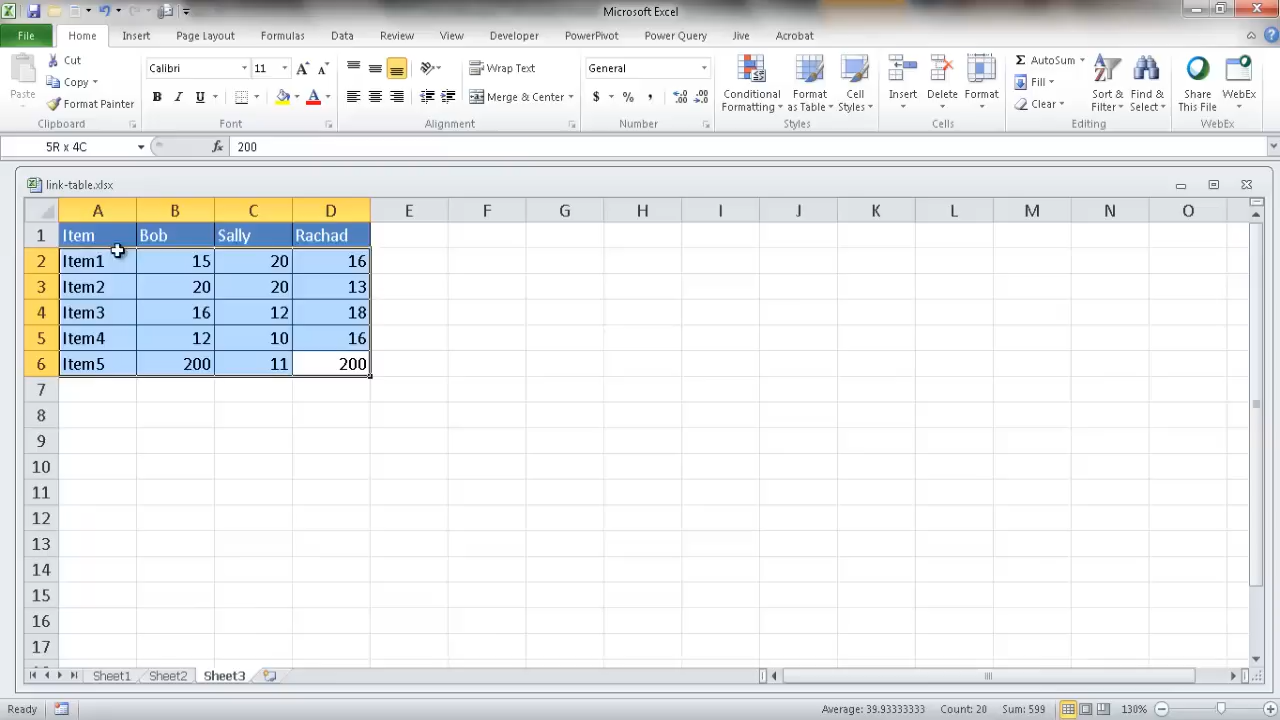 Microsoft Excel
File Home Insert Page Layout Formulas Data Review View Developer PowerPivot Power Query Jive Acrobat
Paste
Cut
Copy
Format Painter
Clipboard
Calibri 11
B I U
Font
Wrap Text
Merge & Center
Alignment
General
$ % ,
Number
Conditional Formatting
Format as Table
Cell Styles
Styles
Insert Delete Format
Cells
AutoSum
Fill
Clear
Sort & Filter
Find & Select
Editing
Share This File
WebEx
WebEx
5R x 4C fx 200
link-table.xlsx
A B C D E F G H I J K L M N O
1 Item Bob Sally Rachad
2 Item1 15 20 16
3 Item2 20 20 13
4 Item3 16 12 18
5 Item4 12 10 16
6 Item5 200 11 200
7
8
9
10
11
12
13
14
15
16
17
Sheet1 Sheet2 Sheet3
Ready Average: 39.93333333 Count: 20 Sum: 599 130%